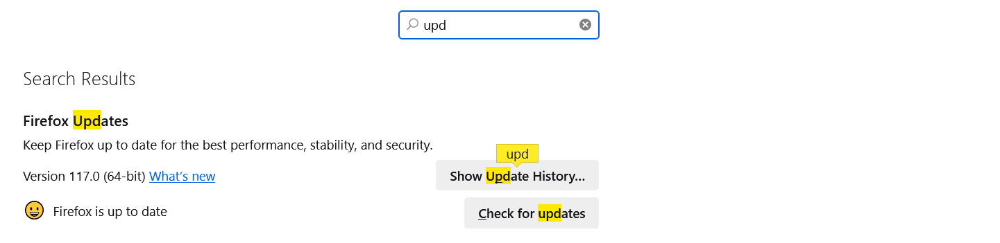 upd
Search Results
Firefox Updates
Keep Firefox up to date for the best performance, stability, and security.
upd
Version 117.0 (64-bit) What's new
Show Update History...
Firefox is up to date
Check for updates